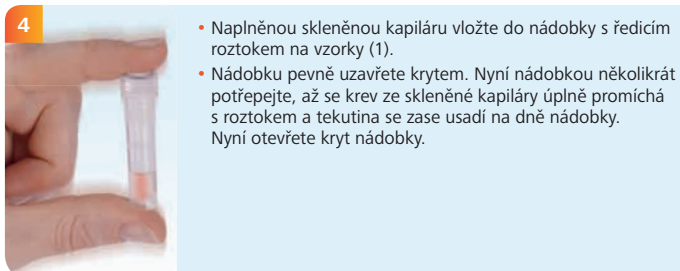 4
• Naplněnou skleněnou kapiláru vložte do nádobky s ředicím
roztokem na vzorky (1).
• Nádobku pevně uzavřete krytem. Nyní nádobkou několikrát
potřepejte, až se krev ze skleněné kapiláry úplně promíchá
s roztokem a tekutina se zase usadí na dně nádobky.
Nyní otevřete kryt nádobky.